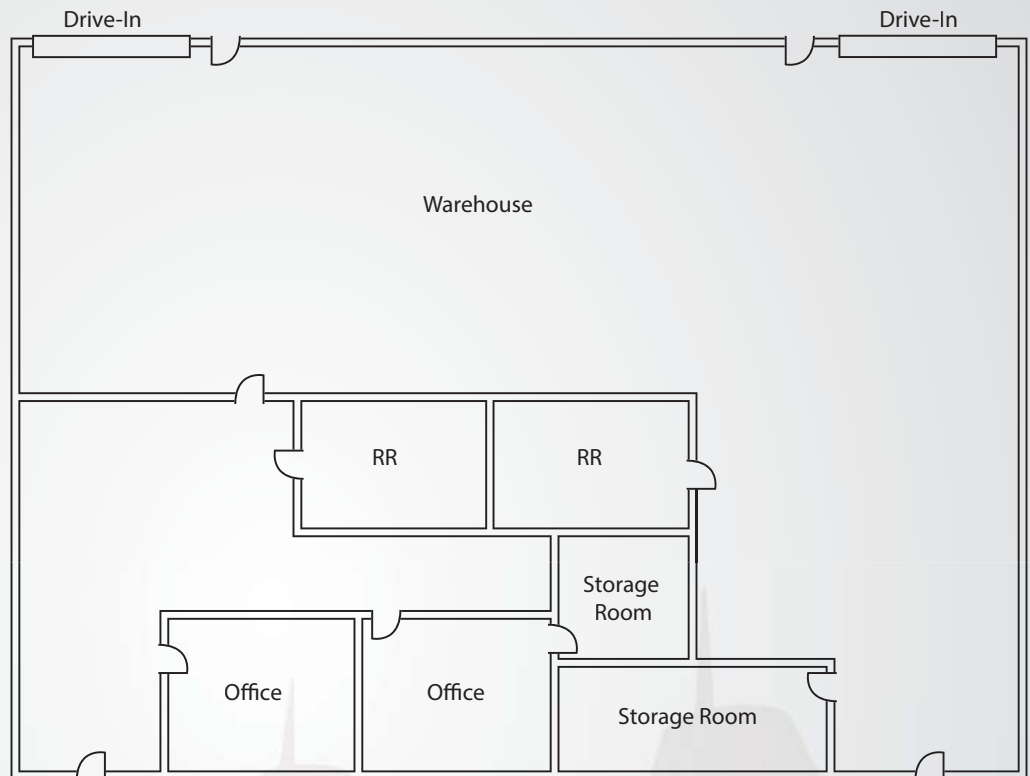 Drive-In
Drive-In
Warehouse
RR
RR
Storage
Room
Office
Office
Storage Room